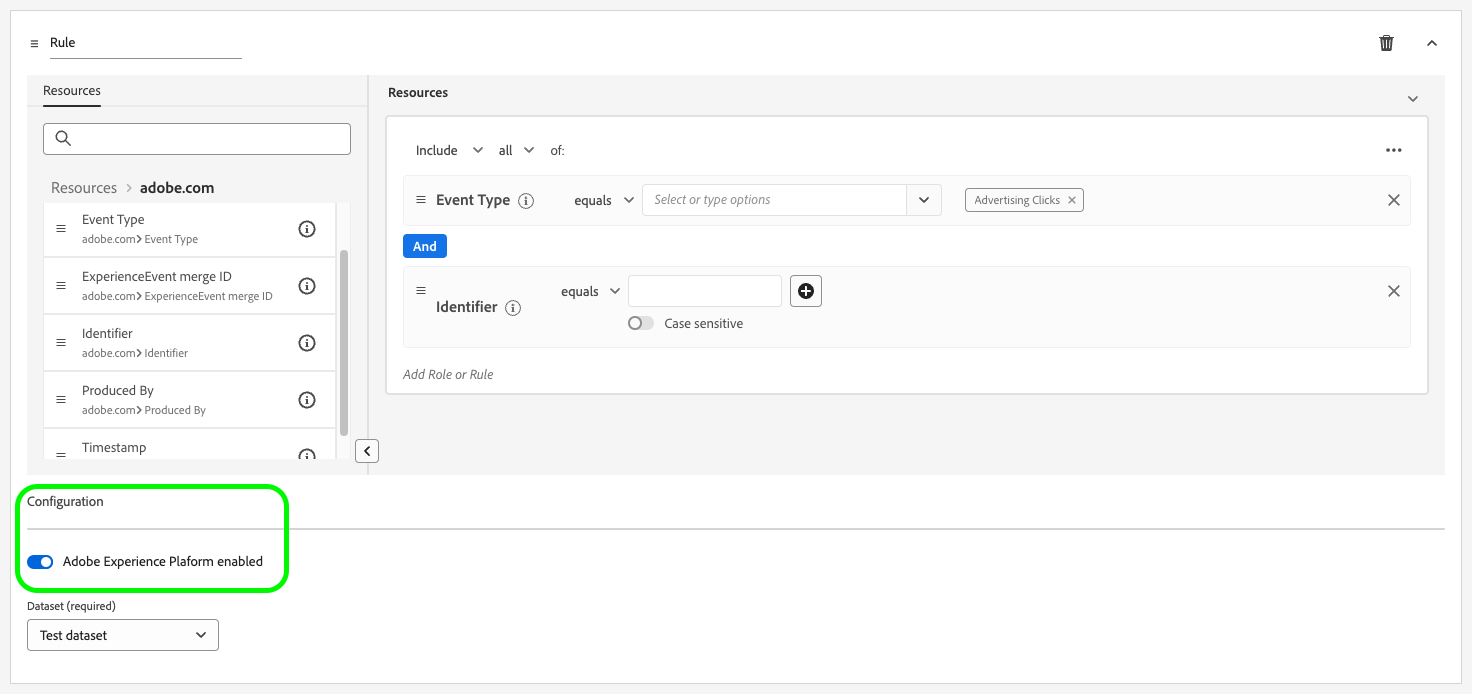 Rule
Resources
Resources > adobe.com
Event Type
adobe.com> Event Type
ExperienceEvent merge ID
adobe.com> ExperienceEvent merge ID
Identifier
adobe.com> Identifier
Produced By
adobe.com> Produced By
Timestamp
Resources
Include all of:
Event Type equals Select or type options Advertising Clicks
And
Identifier equals
Case sensitive
Add Role or Rule
Configuration
Adobe Experience Plaform enabled
Dataset (required)
Test dataset